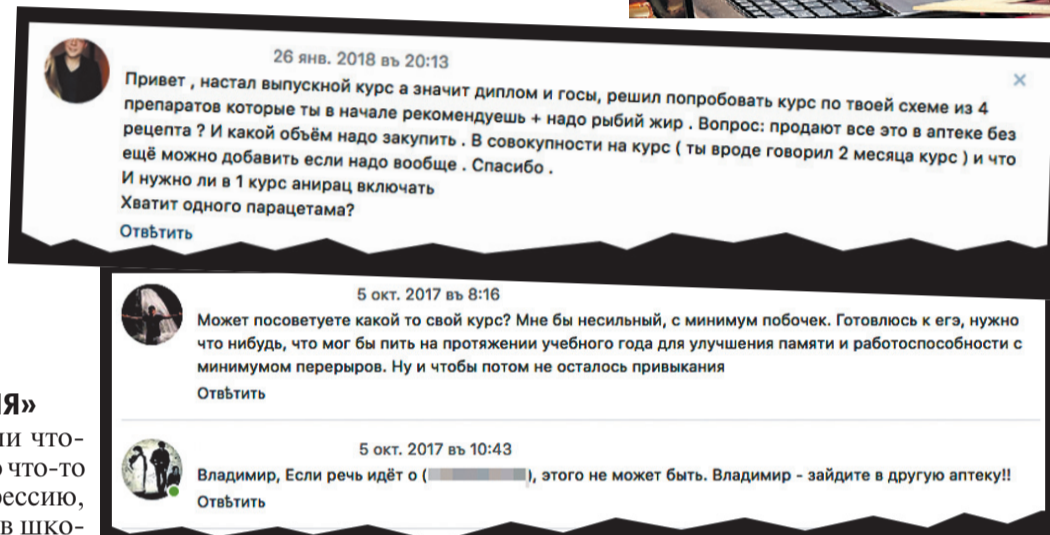 26 янв. 2018 въ 20:13
Привет , настал выпускной курс а значит диплом и госы, решил попробовать курс по твоей схеме из 4
препаратов которые ты в начале рекомендуешь + надо рыбий жир . Вопрос: продают все это в аптеке без
рецепта ? И какой объём надо закупить . В совокупности на курс ( ты вроде говорил 2 месяца курс ) и что
ещё можно добавить если надо вообще . Спасибо .
И нужно ли в 1 курс анирац включать
Хватит одного парацетама?
Отвѣтить
5 окт. 2017 въ 8:16
Может посоветуете какой то свой курс? Мне бы несильный, с минимум побочек. Готовлюсь к егэ, нужно
что нибудь, что мог бы пить на протяжении учебного года для улучшения памяти и работоспособности с
минимумом перерыров. Ну и чтобы потом не осталось привыкания
Отвѣтить
5 окт. 2017 въ 10:43
Владимир, Если речь идёт о ( ), этого не может быть. Владимир - зайдите в другую аптеку!!
Отвѣтить
Я»
ли что-
о что-то
рессию,
в шко-